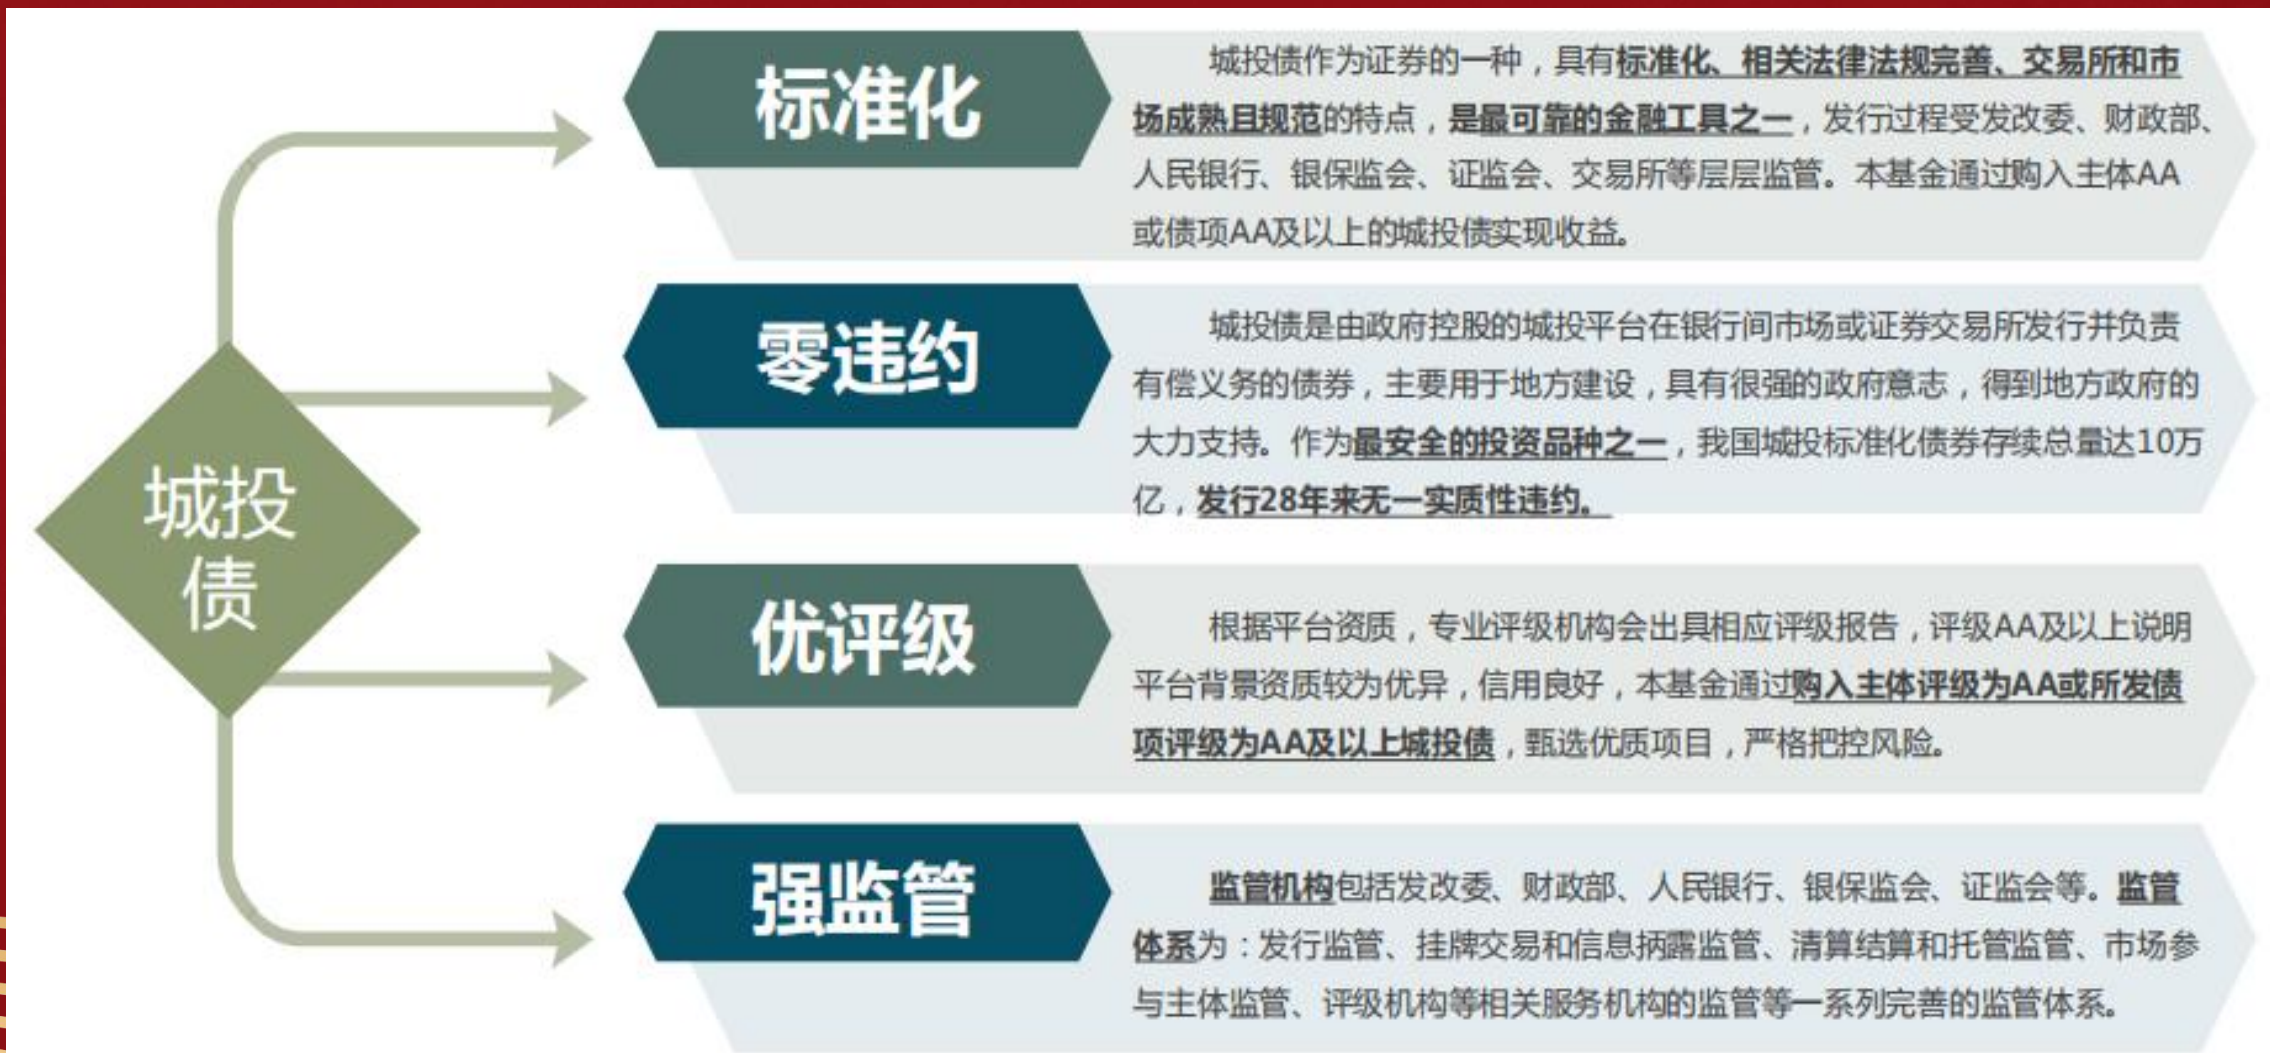 城投
债
标准化
城投债作为证券的一种，具有标准化、相关法律法规完善、交易所和市
场成熟且规范的特点，是最可靠的金融工具之一，发行过程受发改委、财政部、
人民银行、银保监会、证监会、交易所等层层监管。本基金通过购入主体AA
或债项AA及以上的城投债实现收益。
零违约
城投债是由政府控股的城投平台在银行间市场或证券交易所发行并负责
有偿义务的债券，主要用于地方建设，具有很强的政府意志，得到地方政府的
大力支持。作为最安全的投资品种之一，我国城投标准化债券存续总量达10万
亿，发行28年来无一实质性违约。
优评级
根据平台资质，专业评级机构会出具相应评级报告，评级AA及以上说明
平台背景资质较为优异，信用良好，本基金通过购入主体评级为AA或所发债
项评级为AA及以上城投债，甄选优质项目，严格把控风险。
强监管
监管机构包括发改委、财政部、人民银行、银保监会、证监会等。监管
体系为：发行监管、挂牌交易和信息抦露监管、清算结算和托管监管、市场参
与主体监管、评级机构等相关服务机构的监管等一系列完善的监管体系。